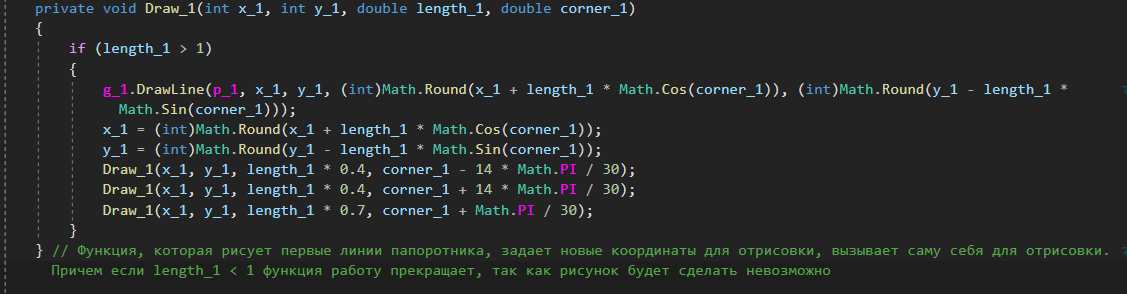 private void Draw_1(int x_1, int y_1, double length_1, double corner_1)
{
if (length_1 > 1)
{
g_1.DrawLine(p_1, x_1, y_1, (int)Math.Round(x_1 + length_1 * Math.Cos(corner_1)), (int)Math.Round(y_1 - length_1 *
Math.Sin(corner_1)));
x_1 = (int)Math.Round(x_1 + length_1 * Math.Cos(corner_1));
y_1 = (int)Math.Round(y_1 - length_1 * Math.Sin(corner_1));
Draw_1(x_1, y_1, length_1 * 0.4, corner_1 - 14 * Math.PI / 30);
Draw_1(x_1, y_1, length_1 * 0.4, corner_1 + 14 * Math.PI / 30);
Draw_1(x_1, y_1, length_1 * 0.7, corner_1 + Math.PI / 30);
}
} // Функция, которая рисует первые линии папоротника, задает новые координаты для отрисовки, вызывает саму себя для отрисовки.
Причем если length_1 < 1 функция работу прекращает, так как рисунок будет сделать невозможно